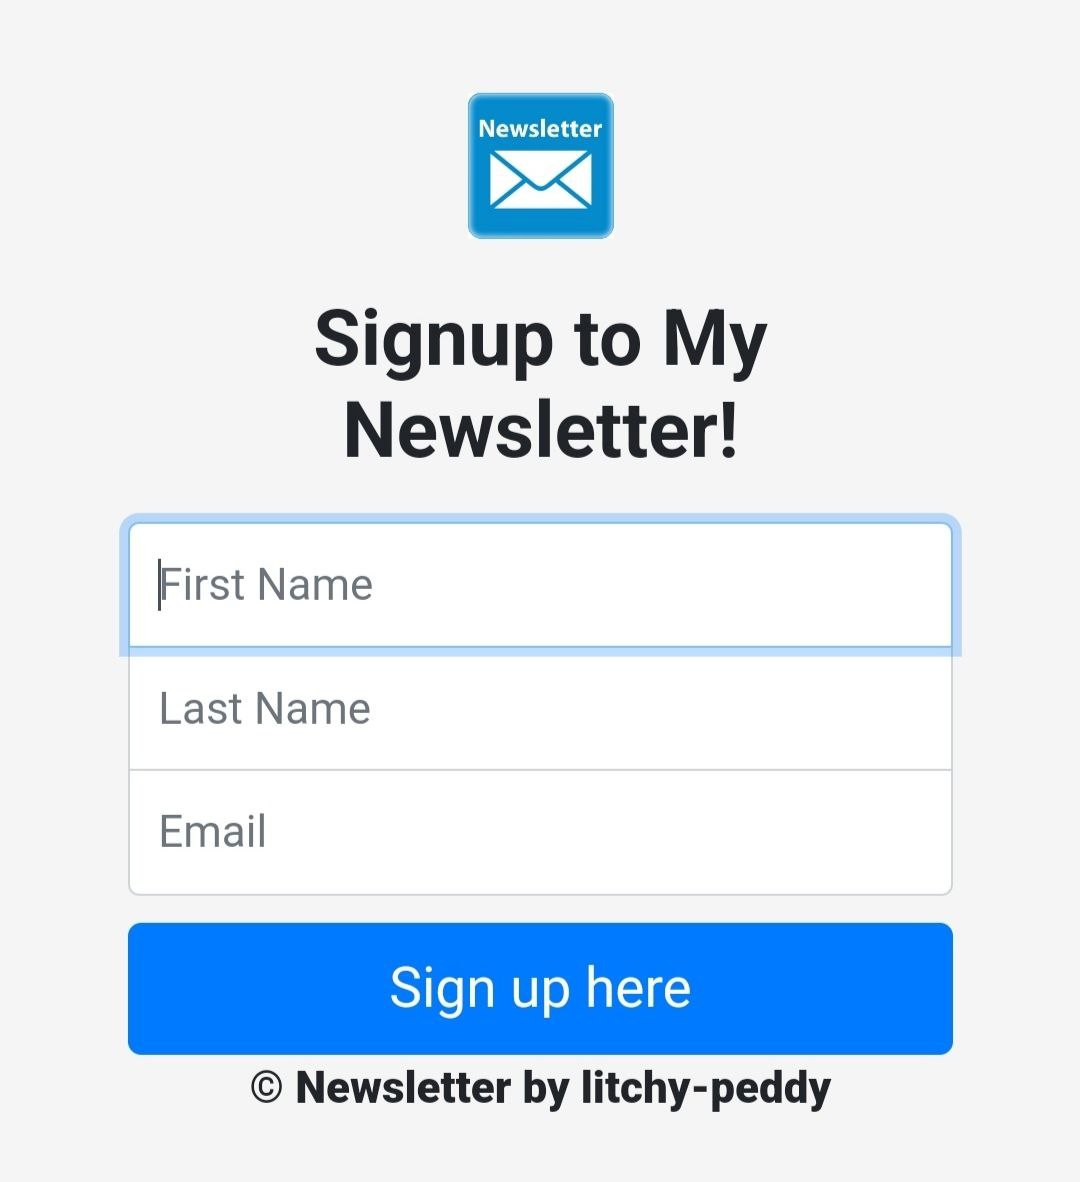 Newsletter
Signup to My
Newsletter!
First Name
Last Name
Email
Sign up here
© Newsletter by litchy-peddy